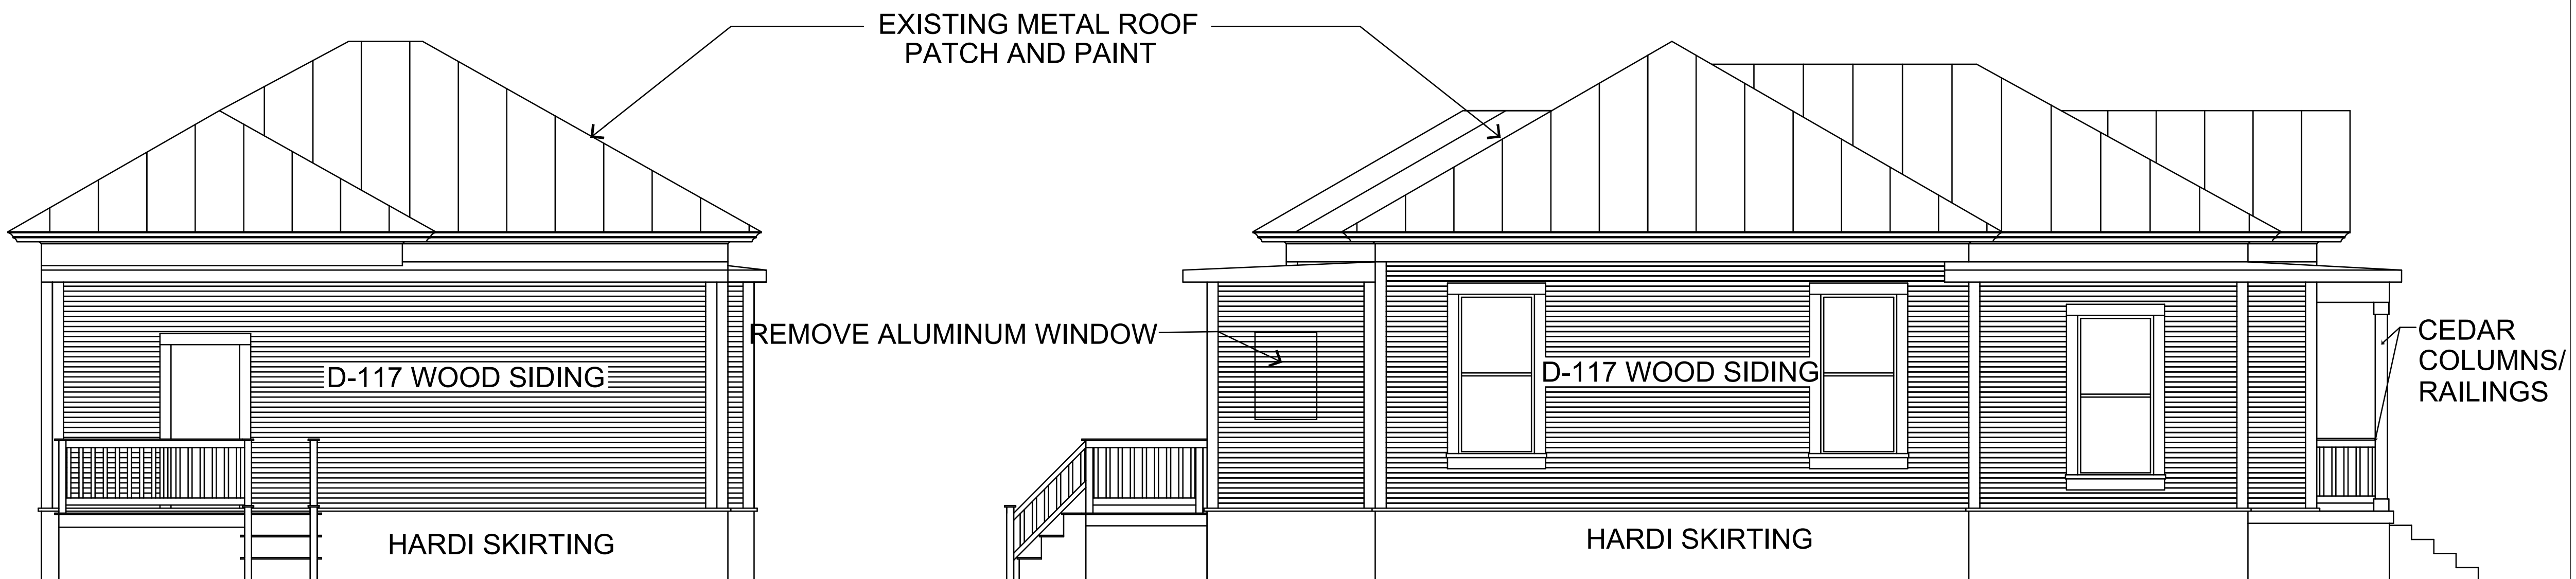 EXISTING METAL ROOF
PATCH AND PAINT
REMOVE ALUMINUM WINDOW
D-117 WOOD SIDING
D-117 WOOD SIDING
CEDAR
COLUMNS/
RAILINGS
HARDI SKIRTING
HARDI SKIRTING